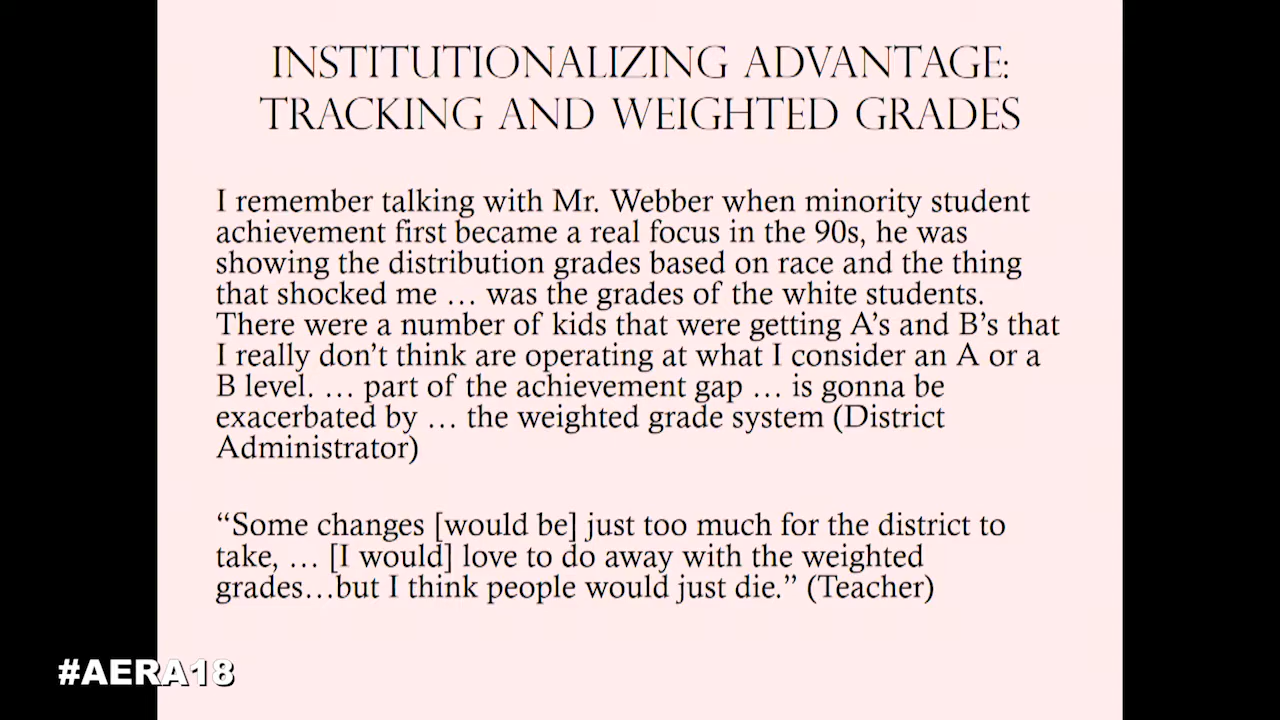 INSTITUTIONALIZING ADVANTAGE:
TRACKING AND WEIGHTED GRADES
I remember talking with Mr. Webber when minority student
achievement first became a real focus in the 90s, he was
showing the distribution grades based on race and the thing
that shocked me … was the grades of the white students.
There were a number of kids that were getting A’s and B’s that
I really don’t think are operating at what I consider an A or a
B level. … part of the achievement gap … is gonna be
exacerbated by … the weighted grade system (District
Administrator)
“Some changes [would be] just too much for the district to
take, … [I would] love to do away with the weighted
grades…but I think people would just die.” (Teacher)
#AERA18